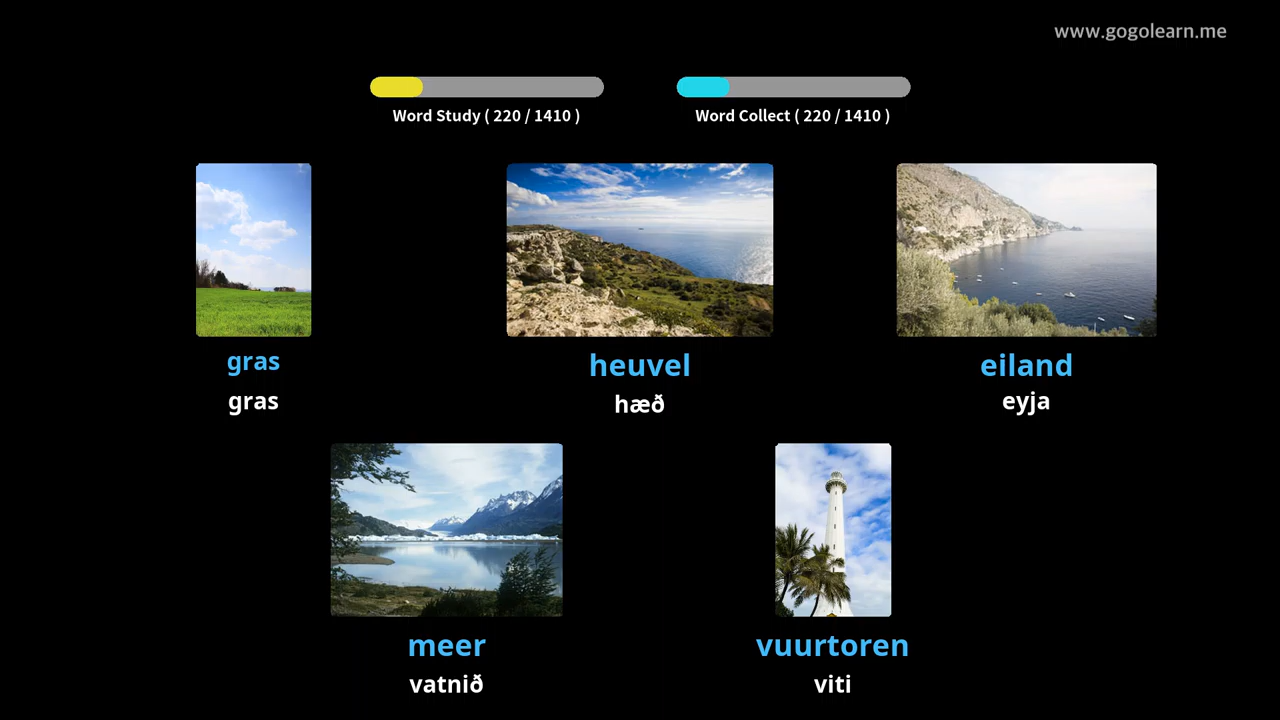 www.gogolearn.me
Word Study ( 220 / 1410 )
Word Collect ( 220 / 1410 )
gras
gras
heuvel
hæð
eiland
eyja
meer
vatnið
vuurtoren
viti